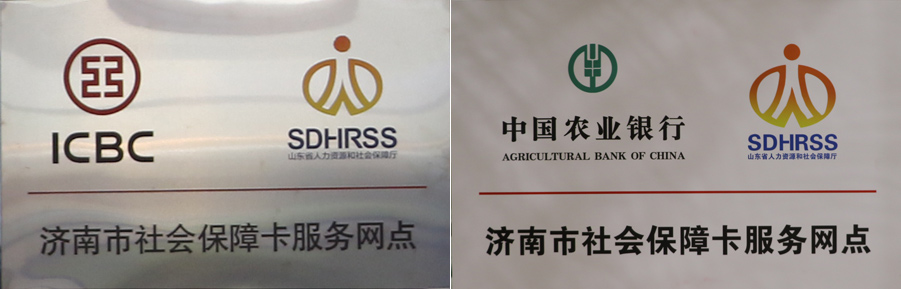 ICBC
SDHRSS
山东省人力资源和社会保障厅
济南市社会保障卡服务网点
中国农业银行
AGRICULTURAL BANK OF CHINA
SDHRSS
山东省人力资源和社会保障厅
济南市社会保障卡服务网点